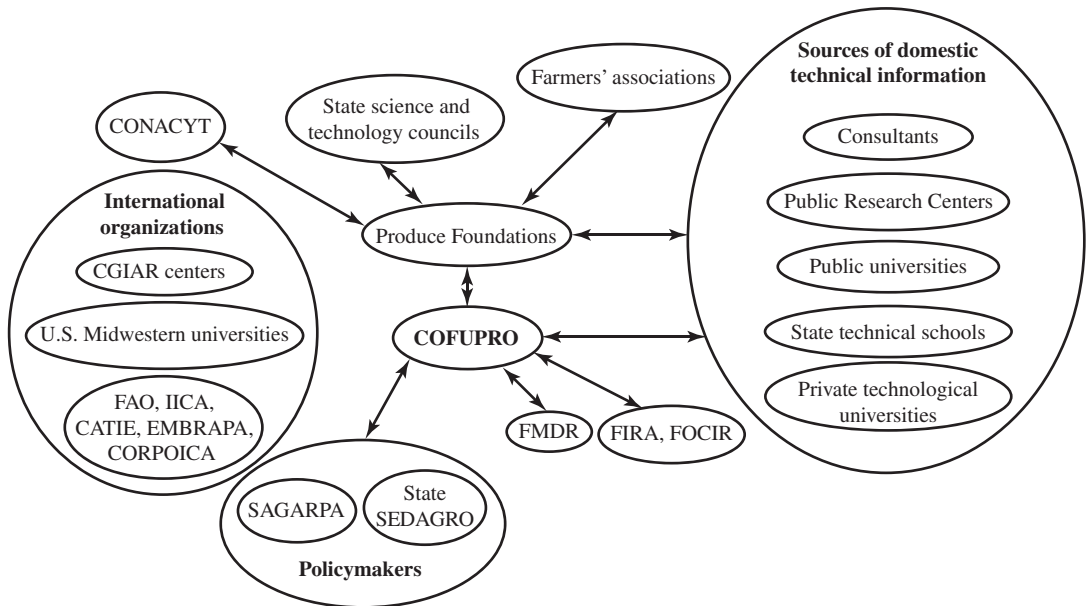 Sources of domestic
technical information
Farmers’ associations
State science and
technology councils
CONACYT
Consultants
International
organizations
Public Research Centers
Produce Foundations
CGIAR centers
Public universities
U.S. Midwestern universities
COFUPRO
State technical schools
FAO, IICA,
CATIE, EMBRAPA,
CORPOICA
Private technological
universities
FMDR
FIRA, FOCIR
SAGARPA
State
SEDAGRO
Policymakers